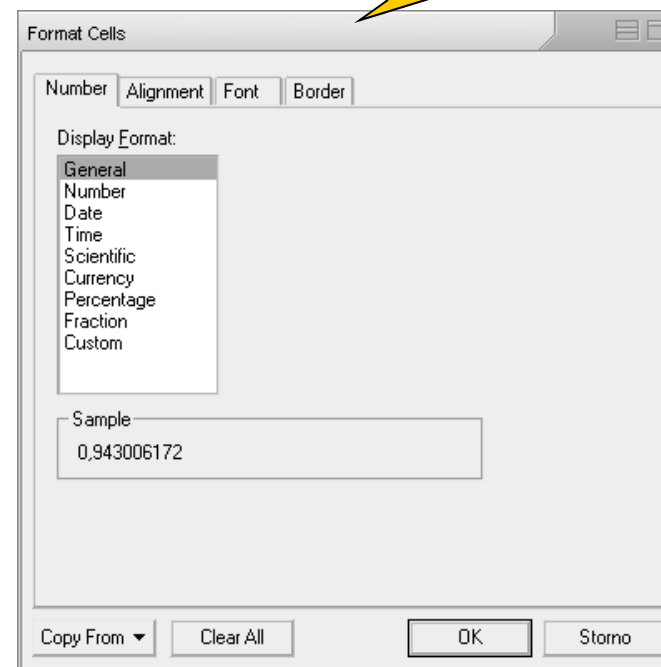 Format Cells
Number Alignment Font Border
Display Format:
General
Number
Date
Time
Scientific
Currency
Percentage
Fraction
Custom
Sample
0,943006172
Copy From Clear All OK Storno